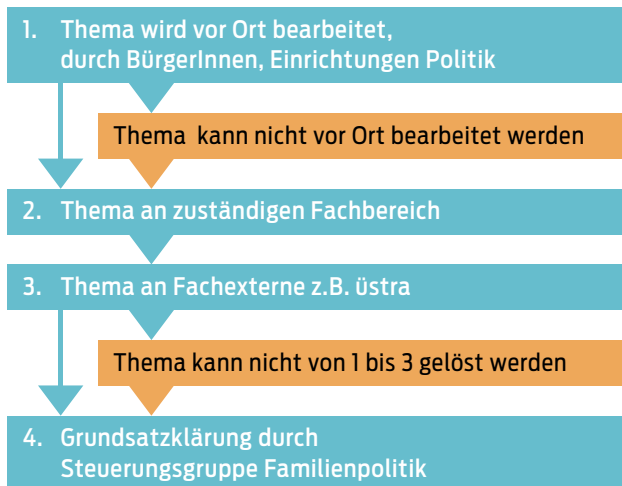 1. Thema wird vor Ort bearbeitet,
durch BürgerInnen, Einrichtungen Politik
Thema kann nicht vor Ort bearbeitet werden
2. Thema an zuständigen Fachbereich
3. Thema an Fachexterne z.B. üstra
Thema kann nicht von 1 bis 3 gelöst werden
4. Grundsatzklärung durch
Steuerungsgruppe Familienpolitik